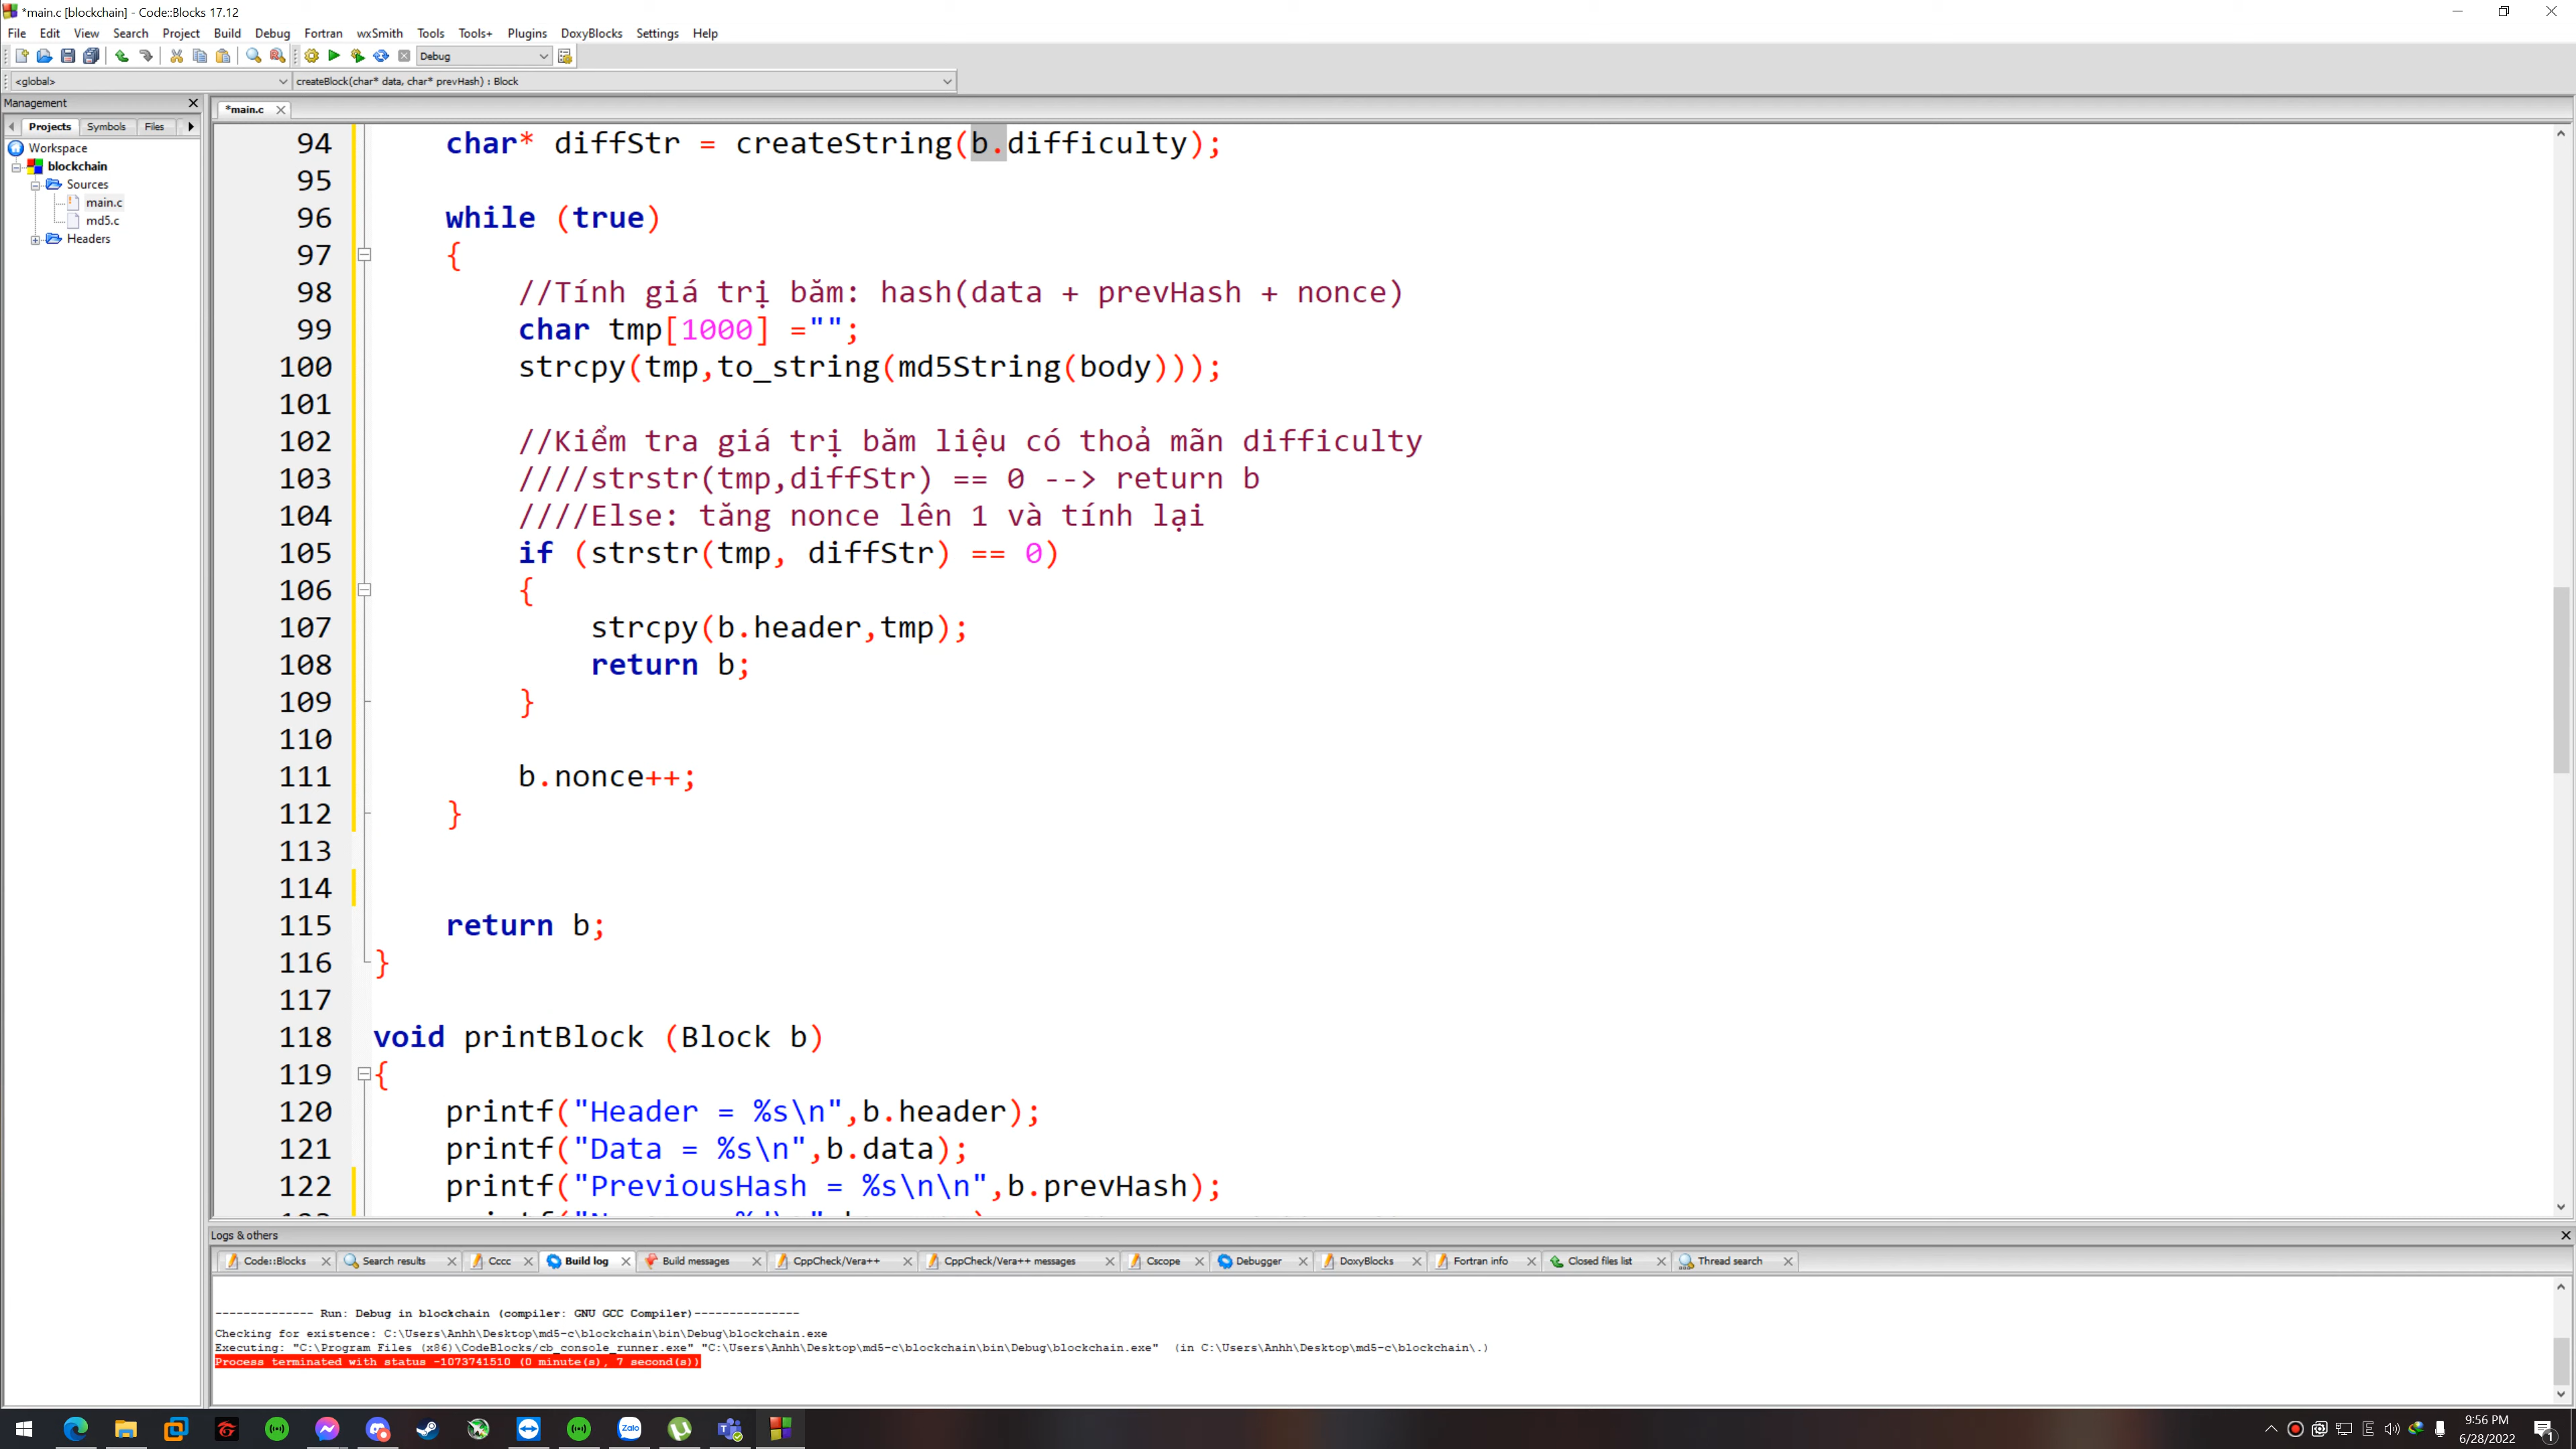 *main.c [blockchain] - Code::Blocks 17.12
File Edit View Search Project Build Debug Fortran wxSmith Tools Tools+ Plugins DoxyBlocks Settings Help
Debug
<global> createBlock(char* data, char* prevHash) : Block
Management
*main.c
Projects Symbols Files
Workspace
blockchain
Sources
main.c
md5.c
Headers
94 char* diffStr = createString(b.difficulty);
95
96 while (true)
97 {
98 //Tính giá trị băm: hash(data + prevHash + nonce)
99 char tmp[1000] ="";
100 strcpy(tmp,to_string(md5String(body)));
101
102 //Kiểm tra giá trị băm liệu có thoả mãn difficulty
103 ////strstr(tmp,diffStr) == 0 --> return b
104 ////Else: tăng nonce lên 1 và tính lại
105 if (strstr(tmp, diffStr) == 0)
106 {
107 strcpy(b.header,tmp);
108 return b;
109 }
110
111 b.nonce++;
112 }
113
114
115 return b;
116 }
117
118 void printBlock (Block b)
119 {
120 printf("Header = %s\n",b.header);
121 printf("Data = %s\n",b.data);
122 printf("PreviousHash = %s\n\n",b.prevHash);
Logs & others
Code::Blocks Search results Cccc Build log Build messages CppCheck/Vera++ CppCheck/Vera++ messages Cscope Debugger DoxyBlocks Fortran info Closed files list Thread search
-------------- Run: Debug in blockchain (compiler: GNU GCC Compiler)---------------
Checking for existence: C:\Users\Anhh\Desktop\md5-c\blockchain\bin\Debug\blockchain.exe
Executing: "C:\Program Files (x86)\CodeBlocks/cb_console_runner.exe" "C:\Users\Anhh\Desktop\md5-c\blockchain\bin\Debug\blockchain.exe"  (in C:\Users\Anhh\Desktop\md5-c\blockchain\.)
Process terminated with status -1073741510 (0 minute(s), 7 second(s))
Zalo
9:56 PM
6/28/2022